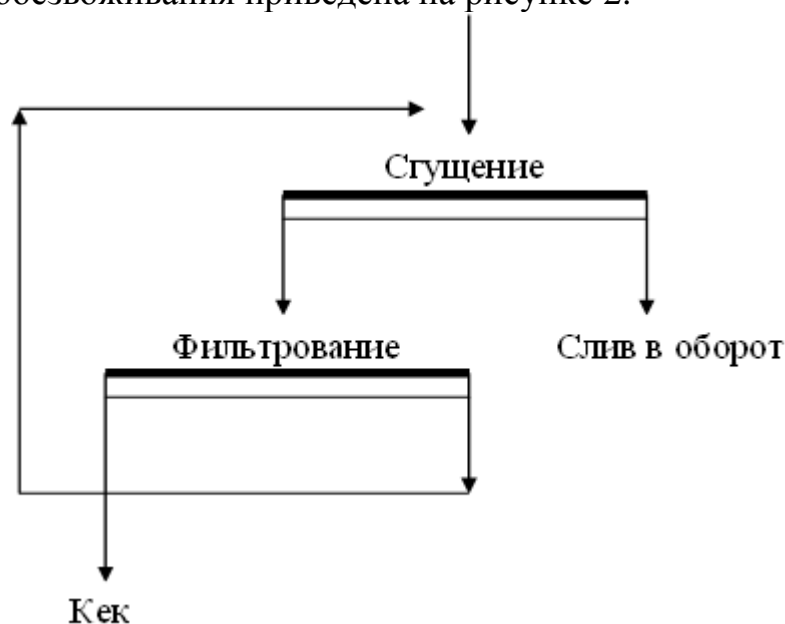 обезвоживания приведена на рисунке 2.
Сгущение
Фильтрование
Слив в оборот
Кек